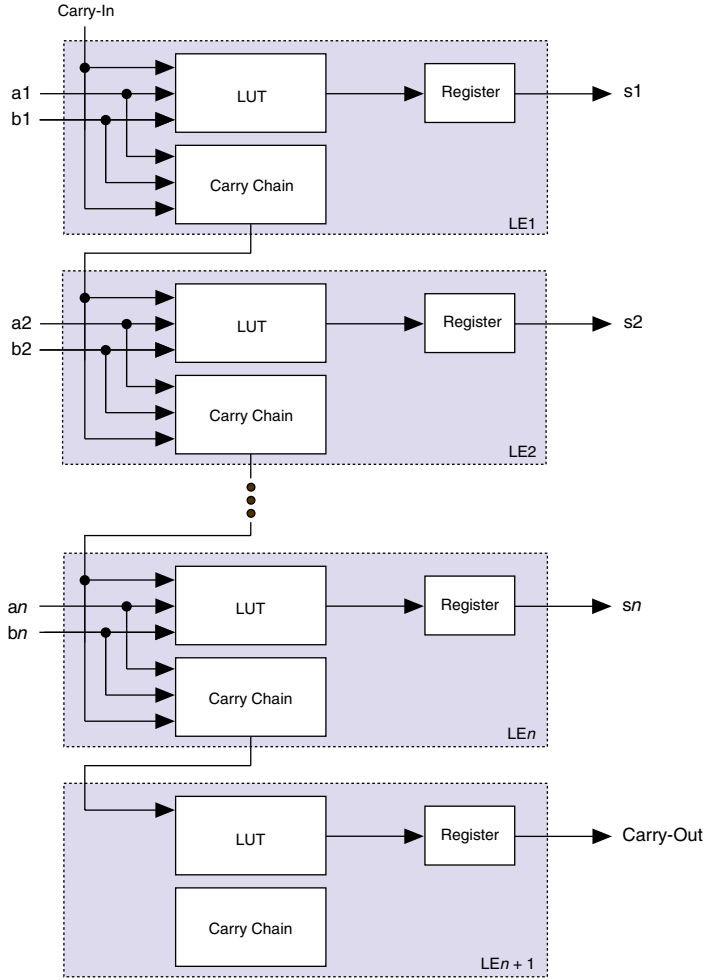 Carry-In
a1
b1
LUT
Register
s1
Carry Chain
LE1
a2
b2
LUT
Register
s2
Carry Chain
LE2
an
bn
LUT
Register
sn
Carry Chain
LEn
LUT
Register
Carry-Out
Carry Chain
LEn + 1